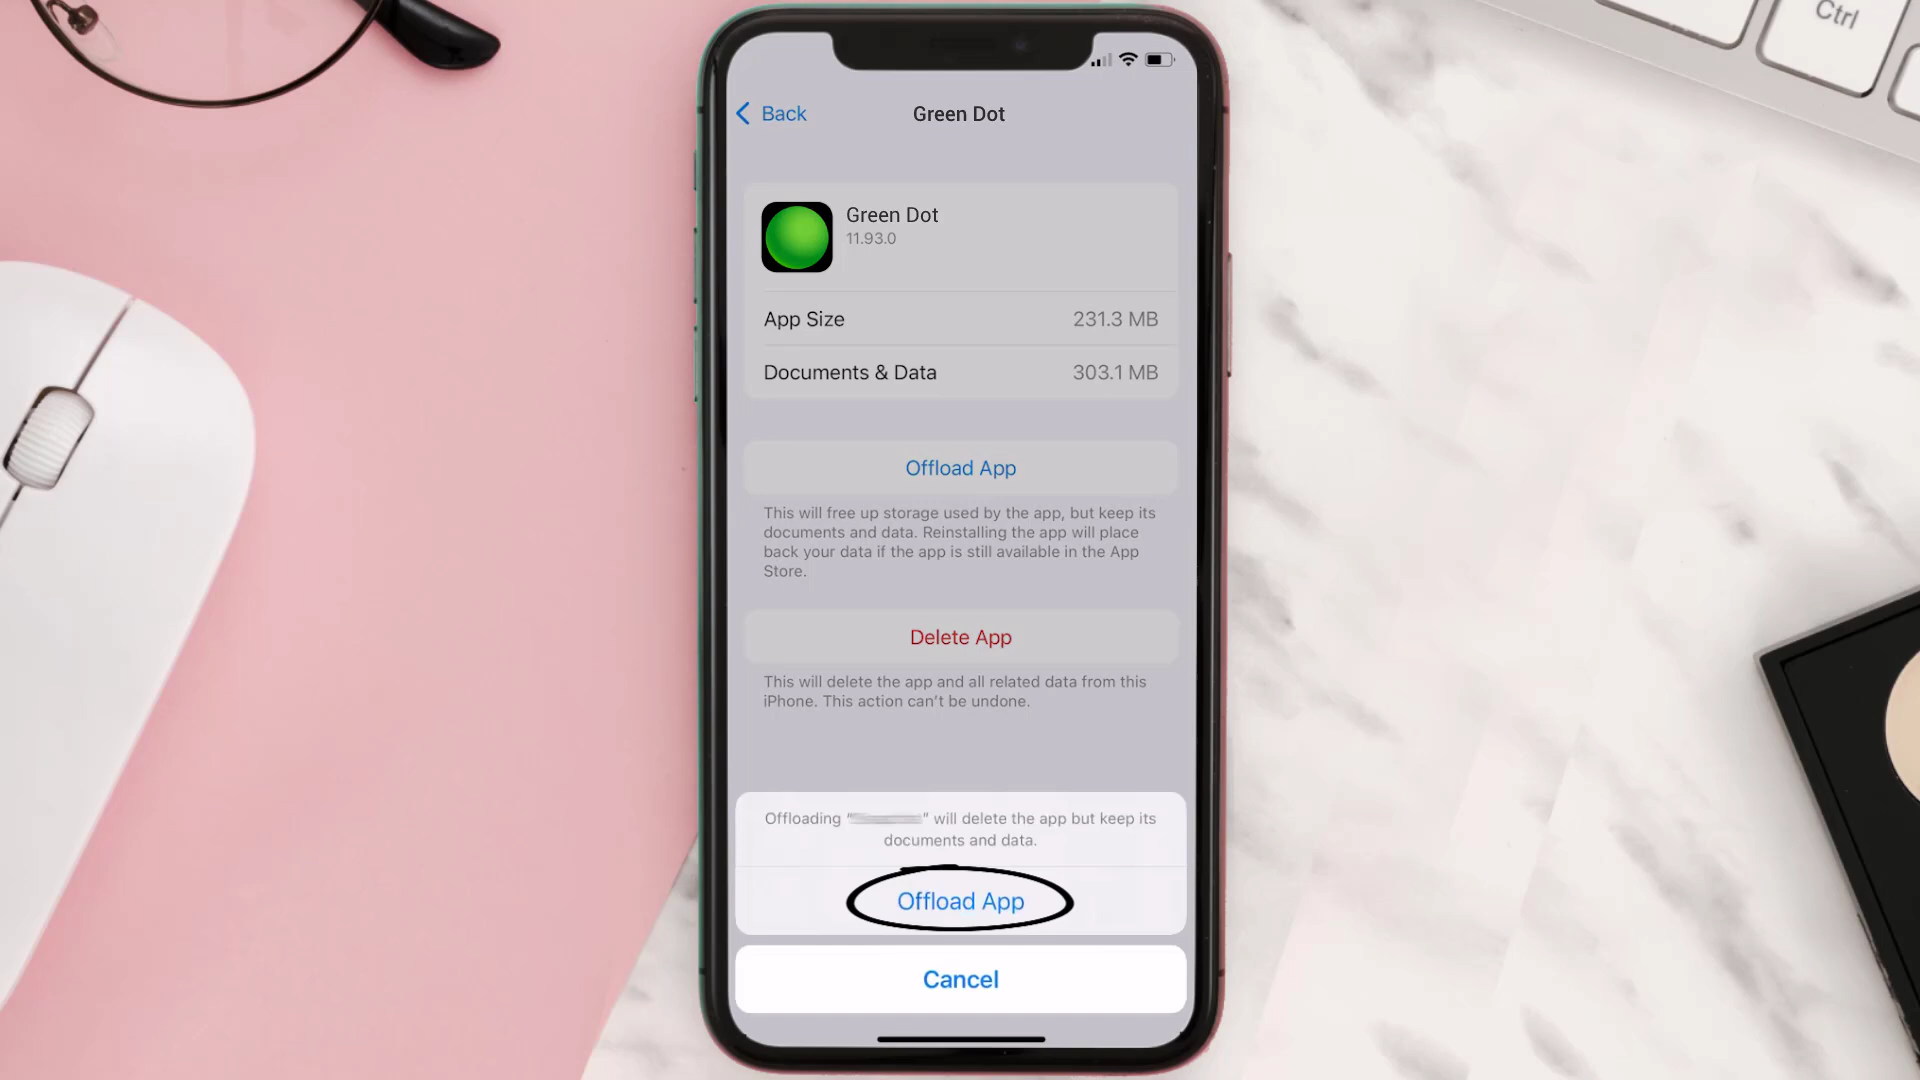 Ctrl
Back
Green Dot
Green Dot
11.93.0
App Size 231.3 MB
Documents & Data 303.1 MB
Offload App
This will free up storage used by the app, but keep its
documents and data. Reinstalling the app will place
back your data if the app is still available in the App
Store.
Delete App
This will delete the app and all related data from this
iPhone. This action can't be undone.
Offloading "" will delete the app but keep its
documents and data.
Offload App
Cancel